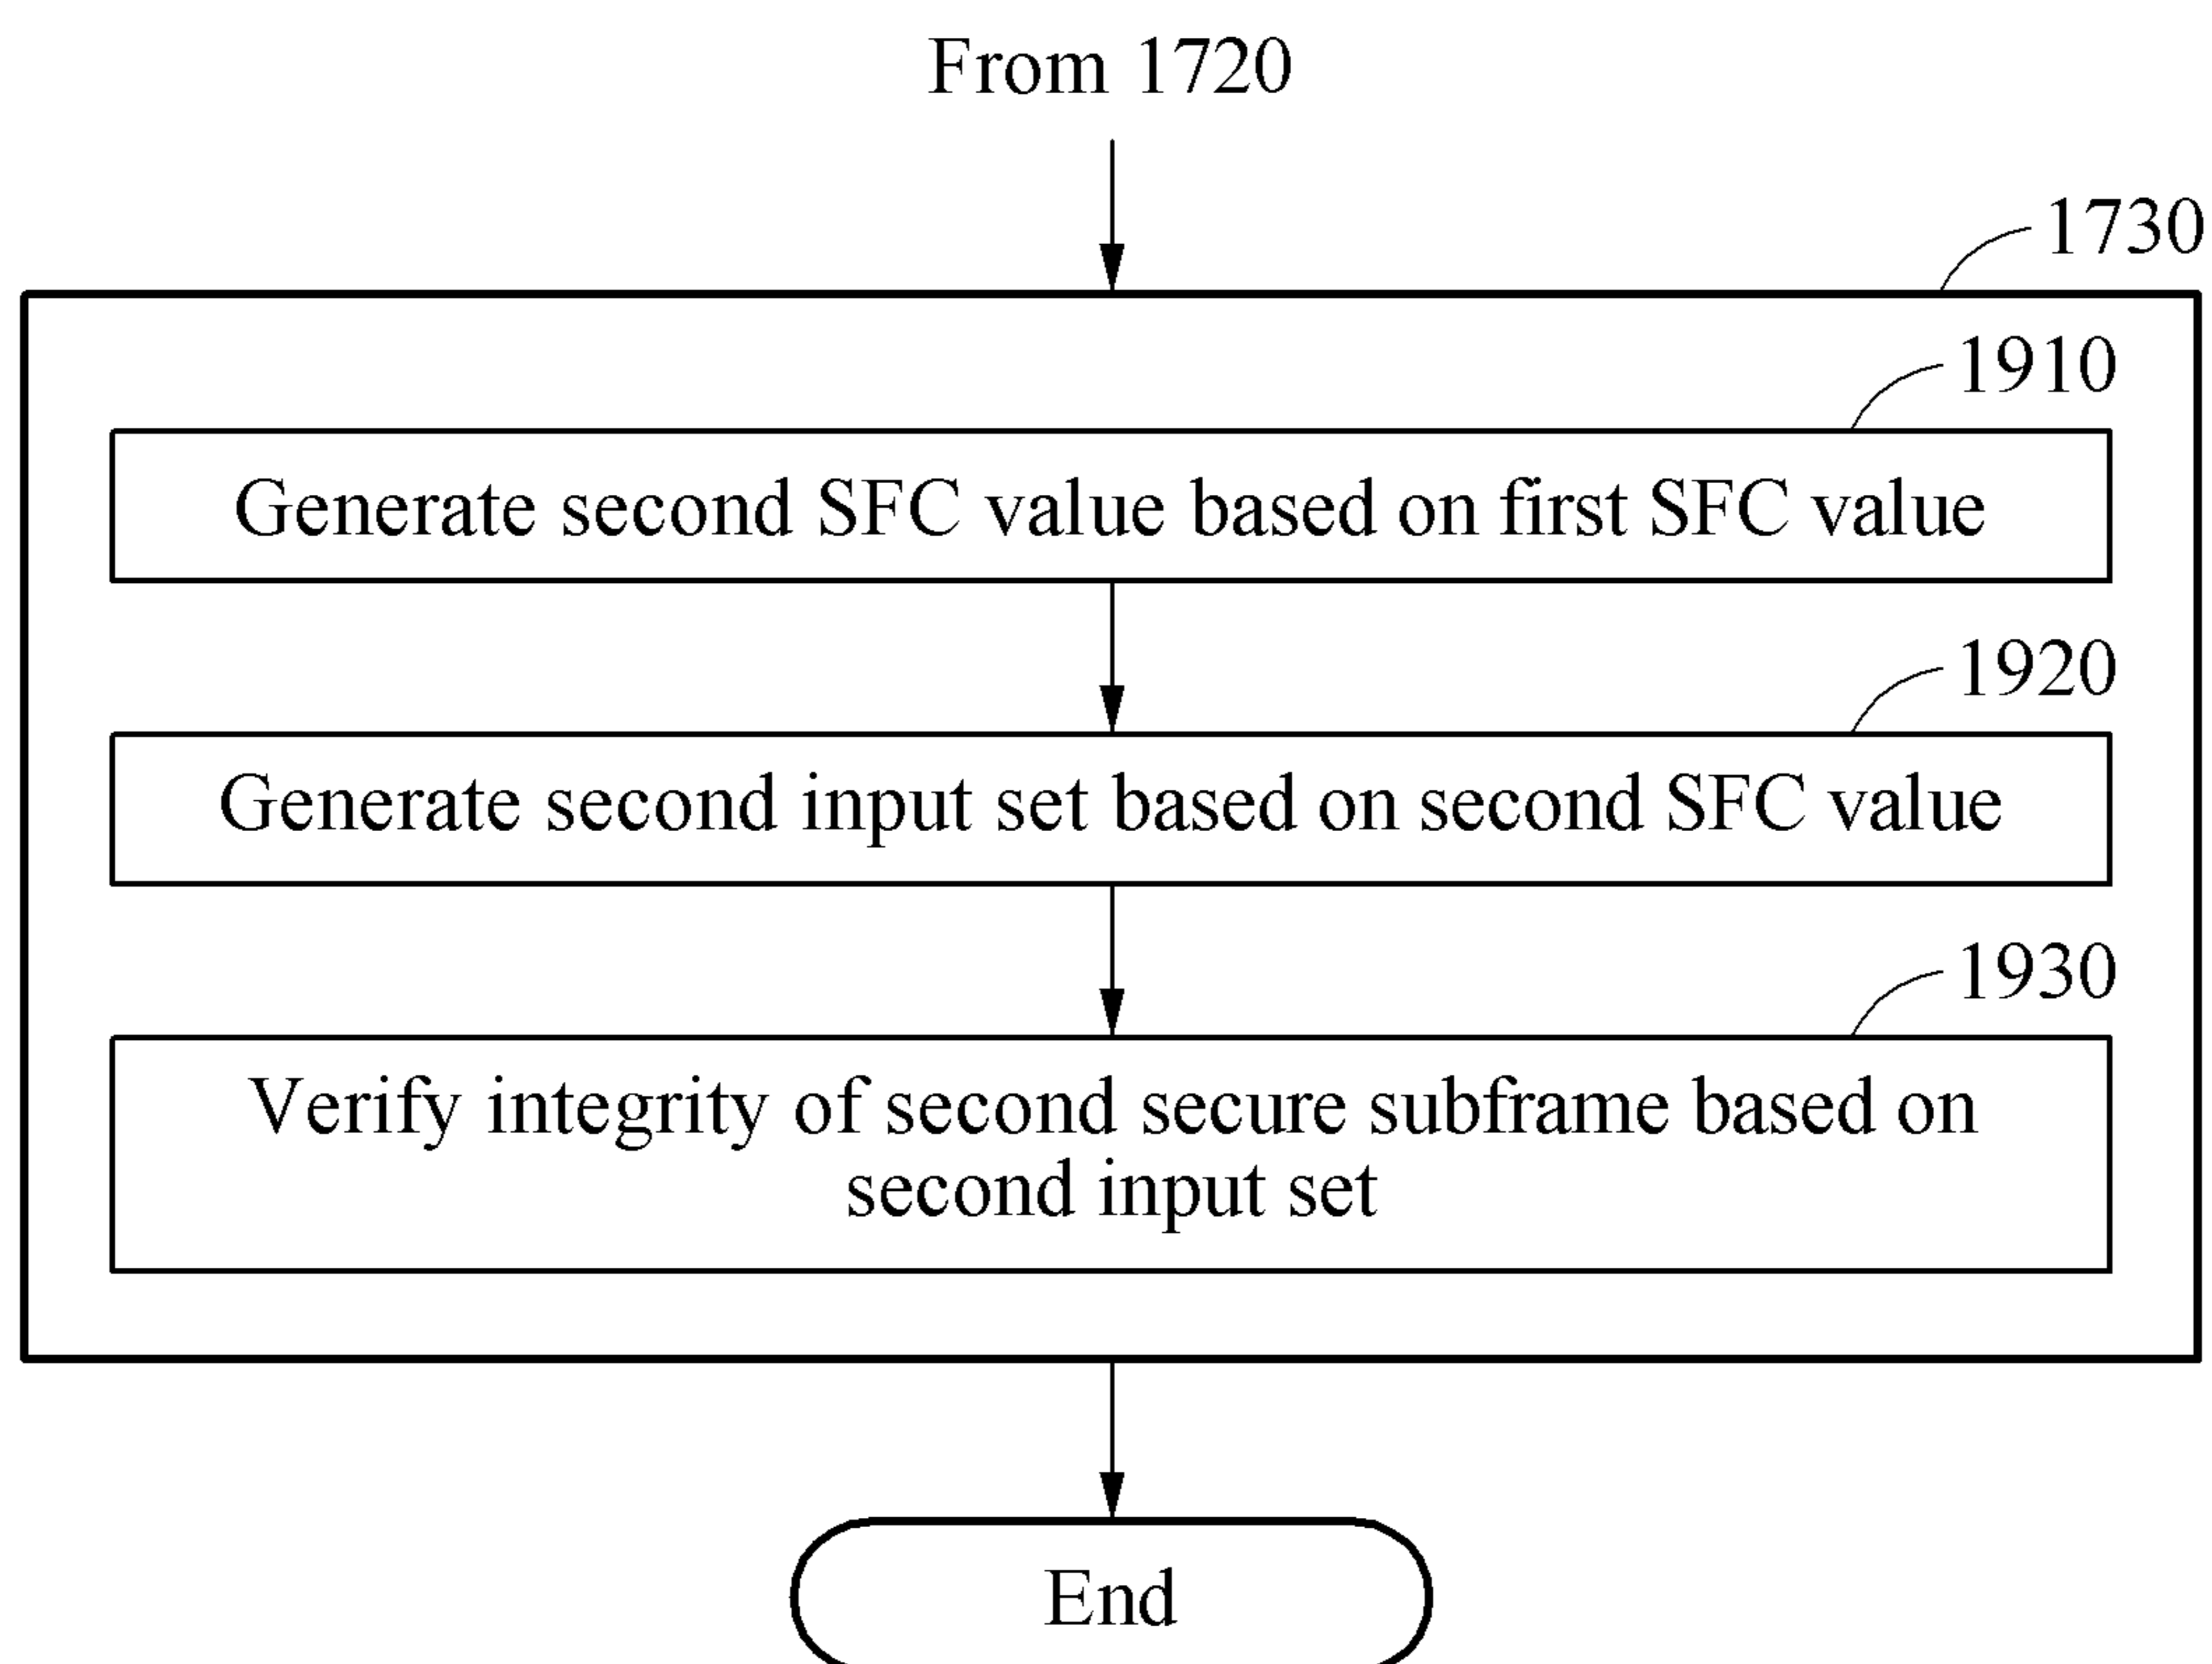 From 1720
1730
1910
Generate second SFC value based on first SFC value
1920
Generate second input set based on second SFC value
1930
Verify integrity of second secure subframe based on
second input set
End